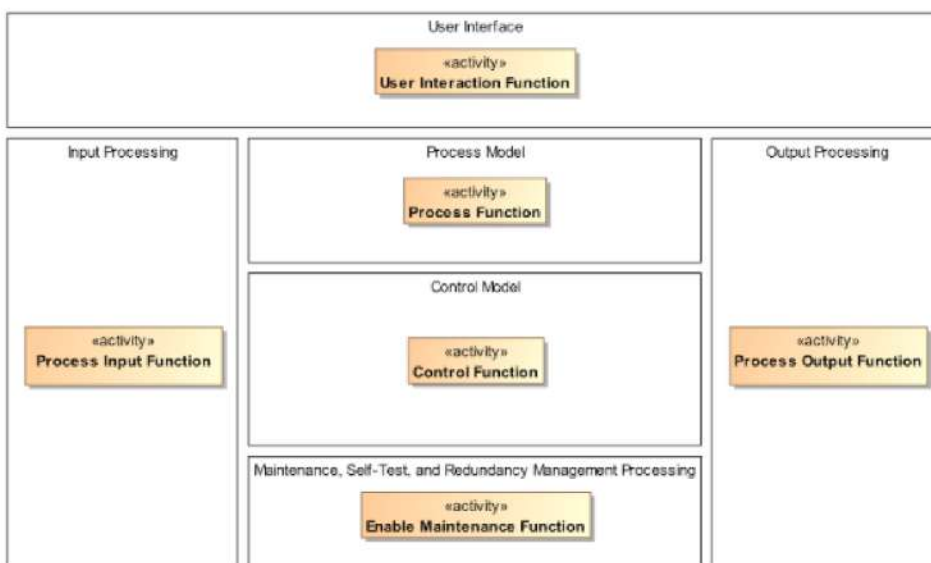 User Interface
«activity»
User Interaction Function
Input Processing
«activity»
Process Input Function
Process Model
«activity»
Process Function
Control Model
«activity»
Control Function
Maintenance, Self-Test, and Redundancy Management Processing
«activity»
Enable Maintenance Function
Output Processing
«activity»
Process Output Function